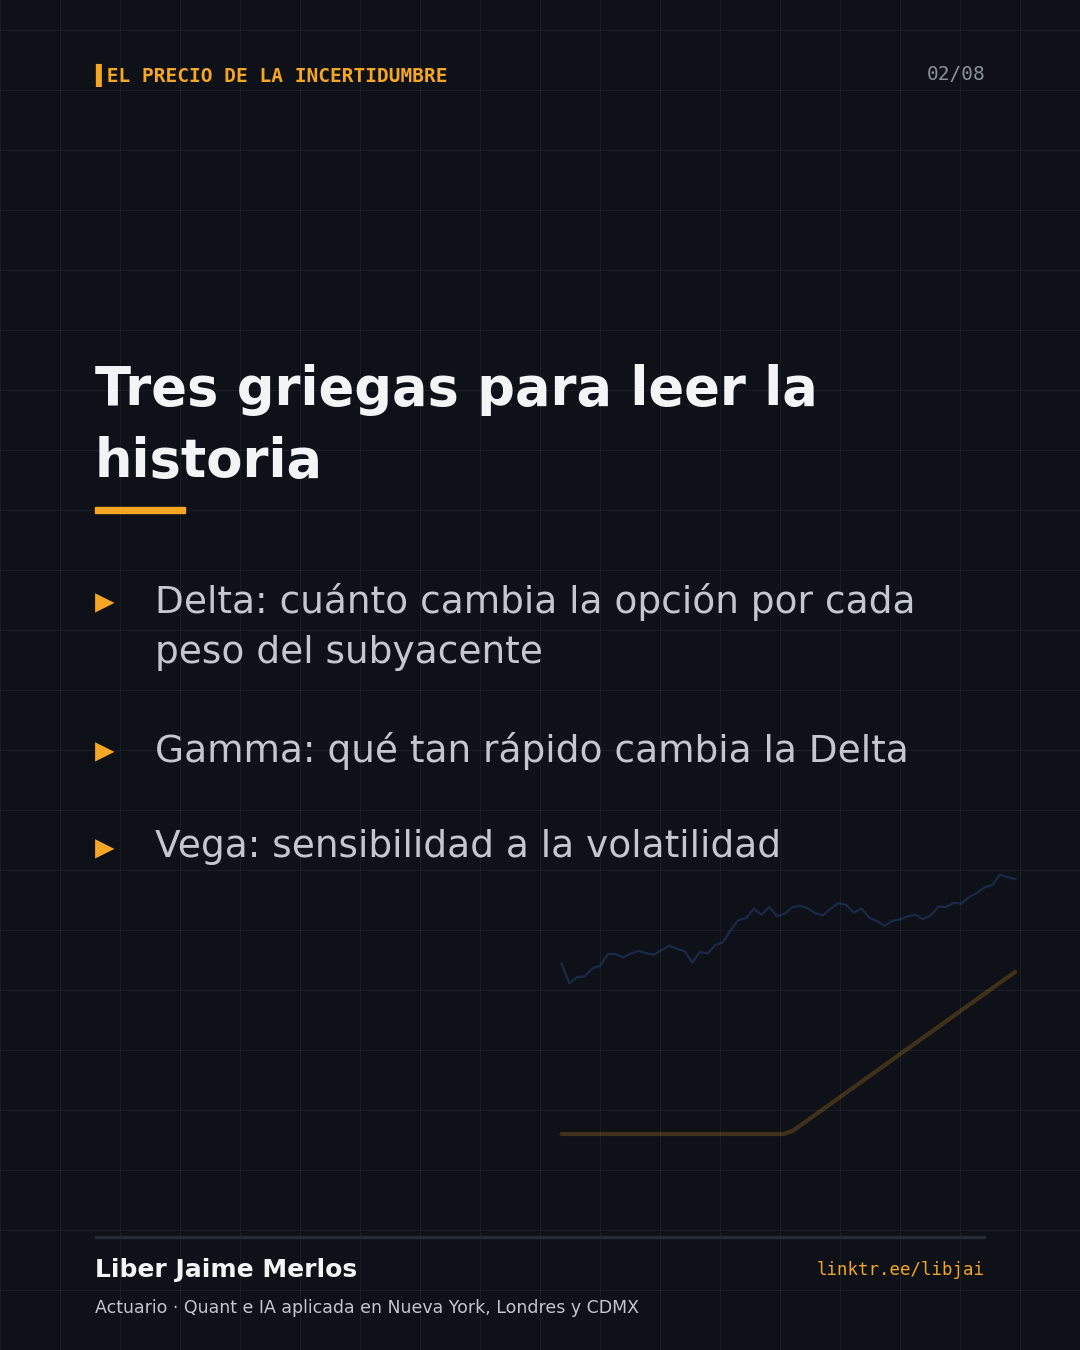 EL PRECIO DE LA INCERTIDUMBRE
02/08
Tres griegas para leer la
historia
▶ Delta: cuánto cambia la opción por cada
peso del subyacente
▶ Gamma: qué tan rápido cambia la Delta
▶ Vega: sensibilidad a la volatilidad
Liber Jaime Merlos
linktr.ee/libjai
Actuario · Quant e IA aplicada en Nueva York, Londres y CDMX